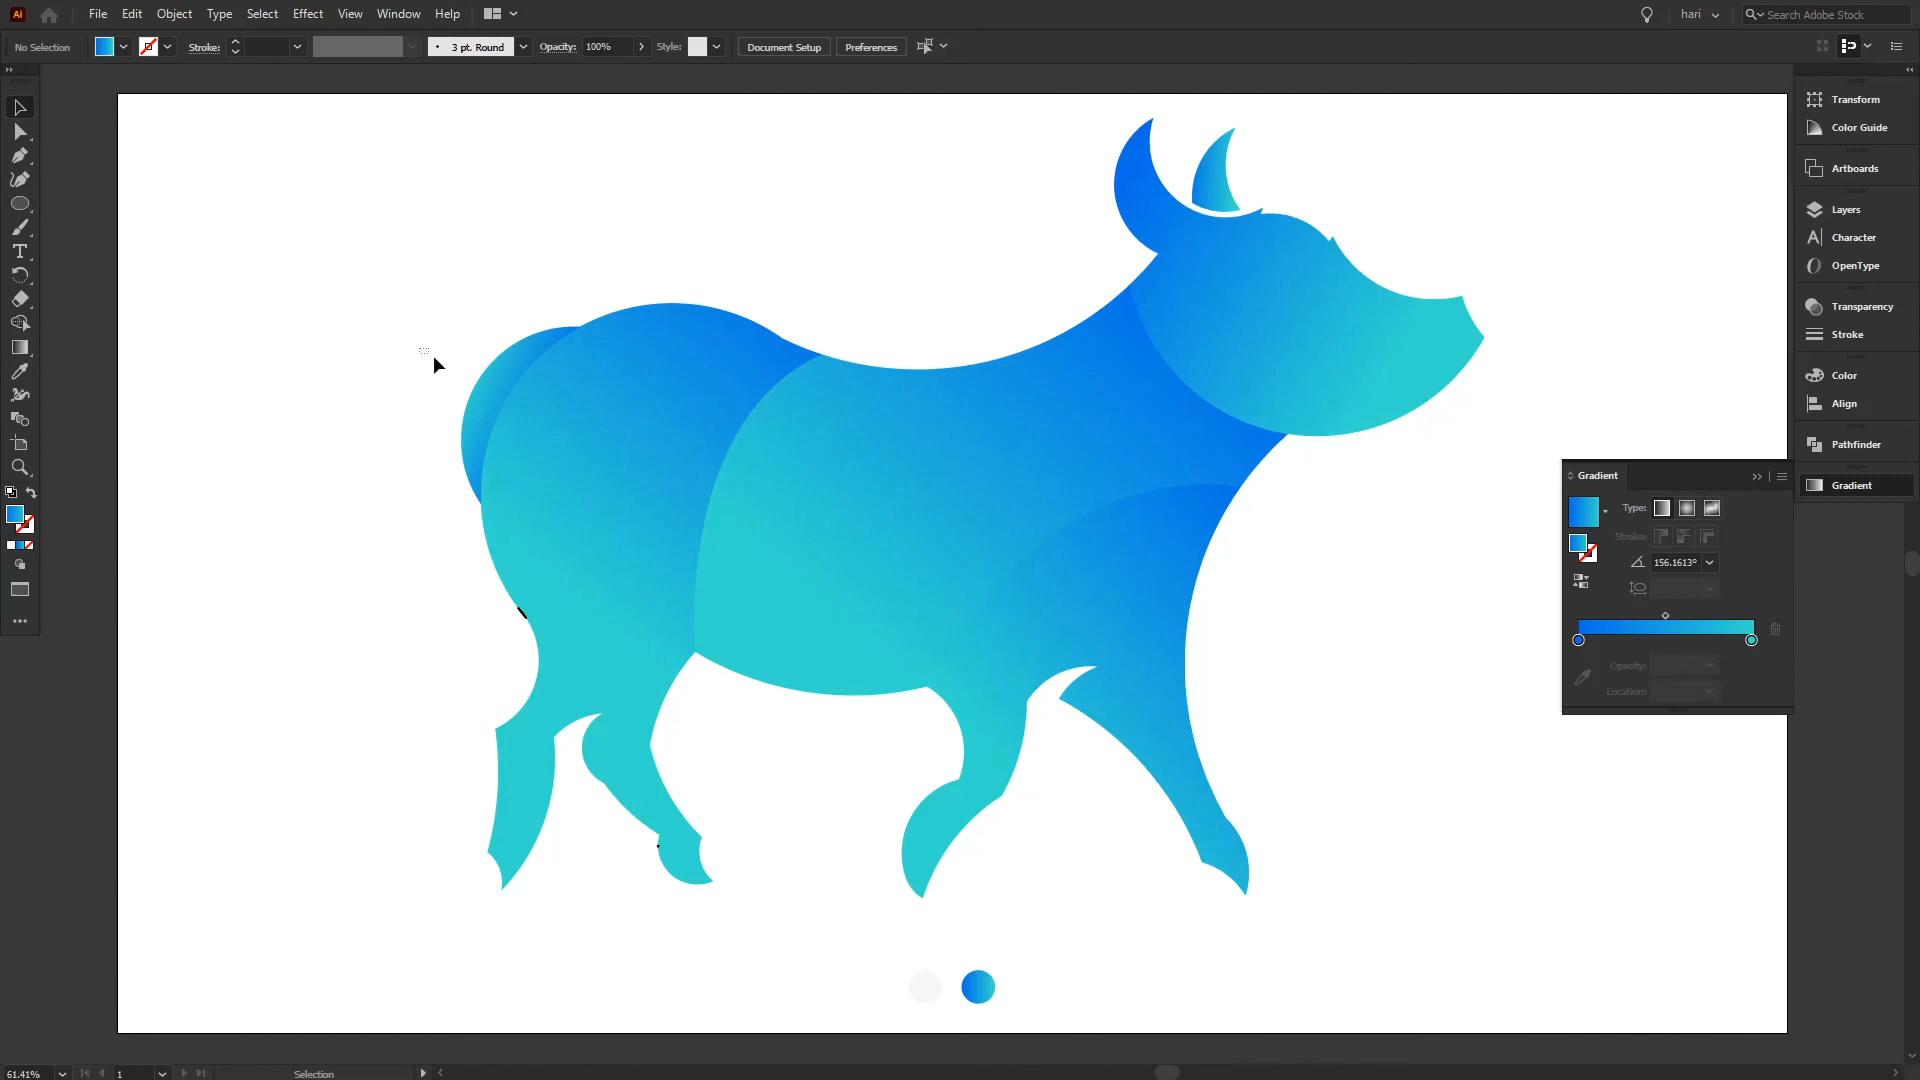 Ai File Edit Object Type Select Effect View Window Help hari Search Adobe Stock
No Selection Stroke: 3 pt. Round Opacity: 100% Style: Document Setup Preferences
Transform
Color Guide
Artboards
Layers
Character
OpenType
Transparency
Stroke
Color
Align
Pathfinder
Gradient
Gradient
Type:
Stroke:
156.1613°
Opacity:
Location:
61.41% 1 Selection